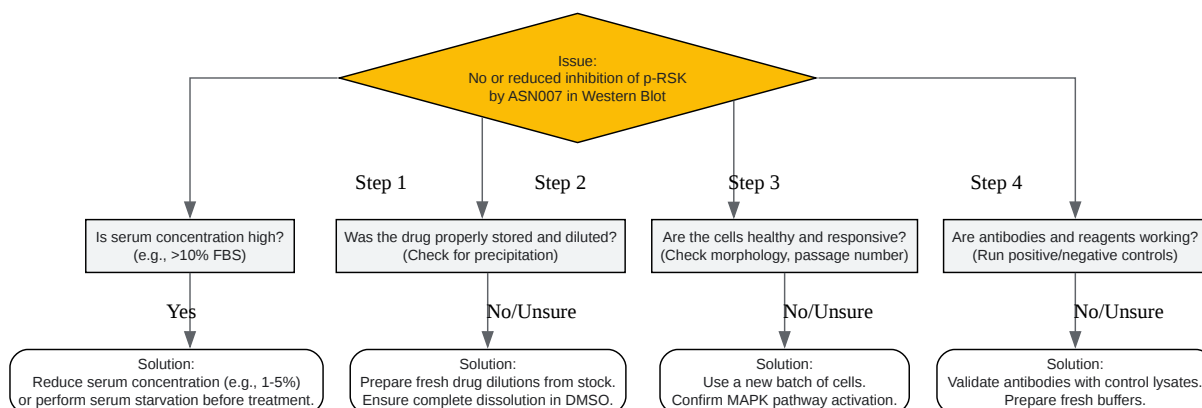 Issue:
No or reduced inhibition of p-RSK
by ASN007 in Western Blot
Step 1
Step 2
Step 3
Step 4
Is serum concentration high?
(e.g., >10% FBS)
Was the drug properly stored and diluted?
(Check for precipitation)
Are the cells healthy and responsive?
(Check morphology, passage number)
Are antibodies and reagents working?
(Run positive/negative controls)
Yes
No/Unsure
No/Unsure
No/Unsure
Solution:
Reduce serum concentration (e.g., 1-5%)
or perform serum starvation before treatment.
Solution:
Prepare fresh drug dilutions from stock.
Ensure complete dissolution in DMSO.
Solution:
Use a new batch of cells.
Confirm MAPK pathway activation.
Solution:
Validate antibodies with control lysates.
Prepare fresh buffers.